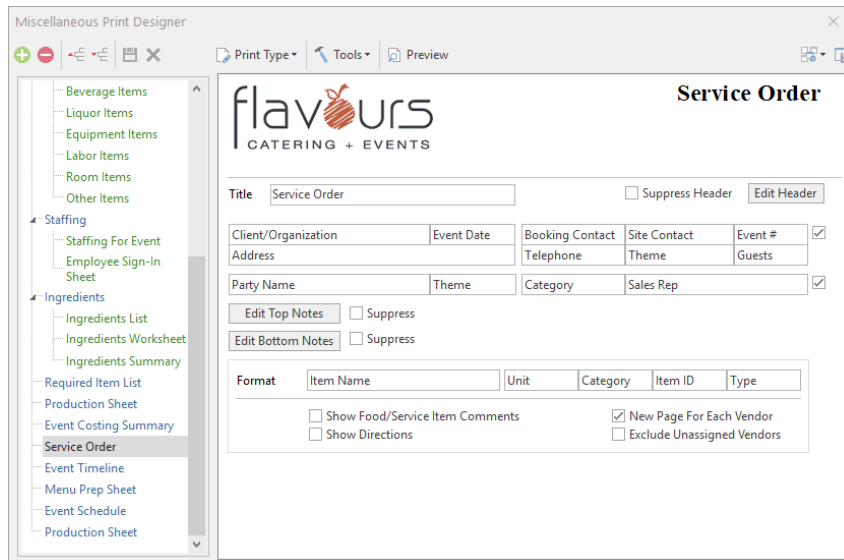 Miscellaneous Print Designer
Print Type Tools Preview
Beverage Items
Liquor Items
Equipment Items
Labor Items
Room Items
Other Items
Staffing
Staffing For Event
Employee Sign-In
Sheet
Ingredients
Ingredients List
Ingredients Worksheet
Ingredients Summary
Required Item List
Production Sheet
Event Costing Summary
Service Order
Event Timeline
Menu Prep Sheet
Event Schedule
Production Sheet
flavours
CATERING + EVENTS
Service Order
Title Service Order Suppress Header Edit Header
Client/Organization Event Date Booking Contact Site Contact Event #
Address Telephone Theme Guests
Party Name Theme Category Sales Rep
Edit Top Notes Suppress
Edit Bottom Notes Suppress
Format Item Name Unit Category Item ID Type
Show Food/Service Item Comments New Page For Each Vendor
Show Directions Exclude Unassigned Vendors